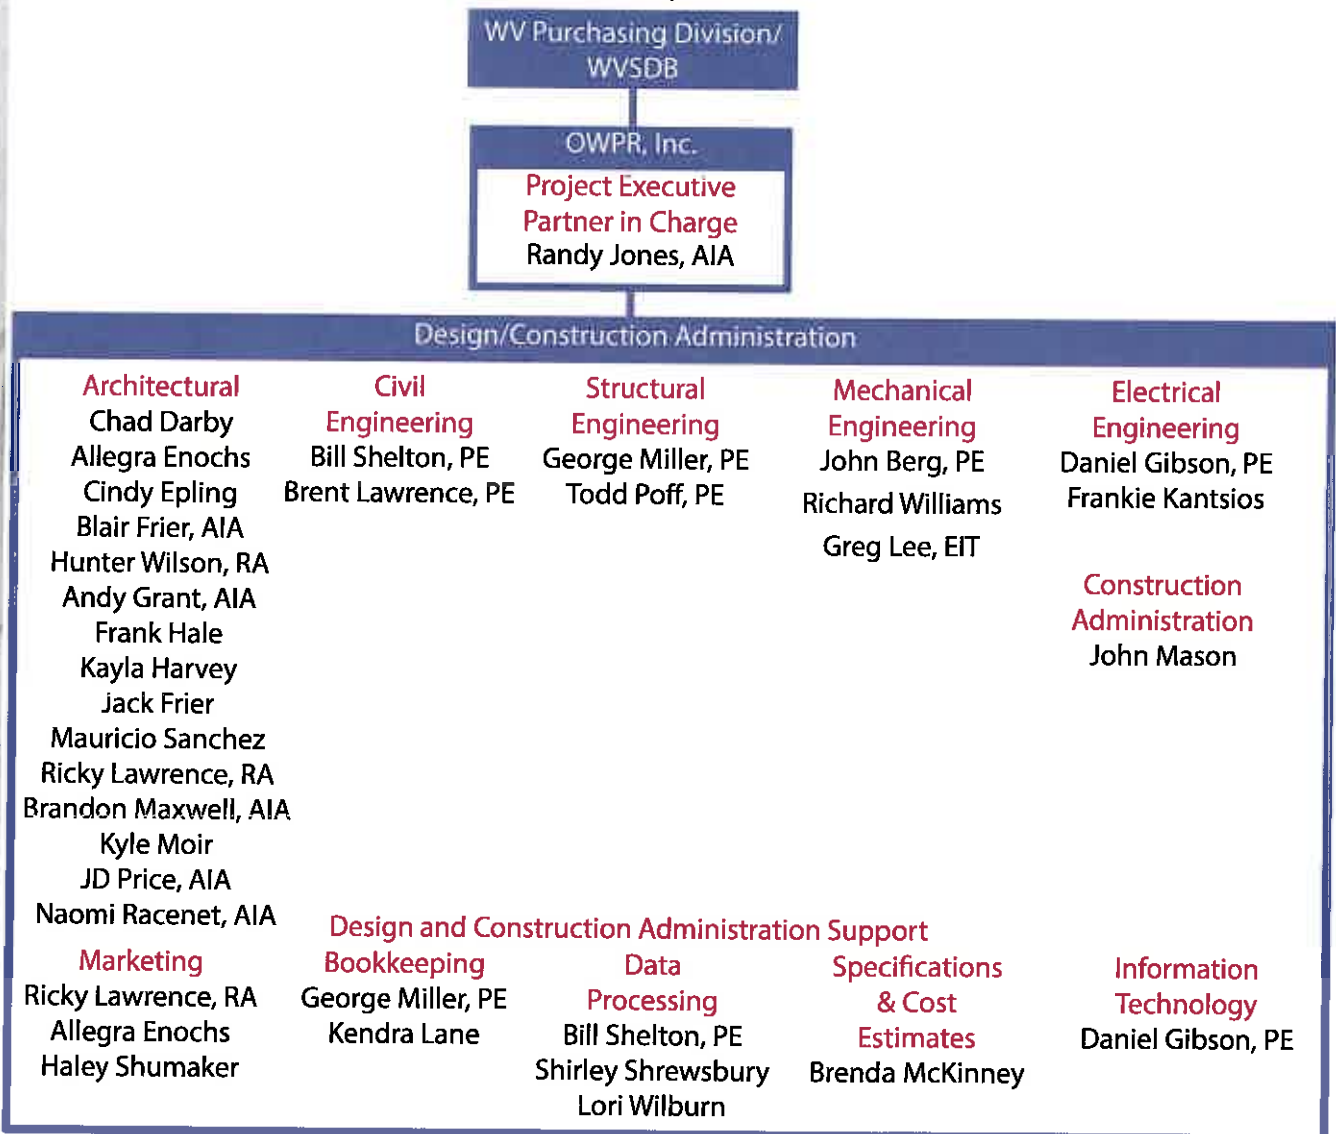 WV Purchasing Division/
WVSDB
OWPR, Inc.
Project Executive
Partner in Charge
Randy Jones, AIA
Design/Construction Administration
Architectural
Chad Darby
Allegra Enochs
Cindy Epling
Blair Frier, AIA
Hunter Wilson, RA
Andy Grant, AIA
Frank Hale
Kayla Harvey
Jack Frier
Mauricio Sanchez
Ricky Lawrence, RA
Brandon Maxwell, AIA
Kyle Moir
JD Price, AIA
Naomi Racenet, AIA
Civil
Engineering
Bill Shelton, PE
Brent Lawrence, PE
Structural
Engineering
George Miller, PE
Todd Poff, PE
Mechanical
Engineering
John Berg, PE
Richard Williams
Greg Lee, EIT
Electrical
Engineering
Daniel Gibson, PE
Frankie Kantsios
Construction
Administration
John Mason
Design and Construction Administration Support
Marketing
Ricky Lawrence, RA
Allegra Enochs
Haley Shumaker
Bookkeeping
George Miller, PE
Kendra Lane
Data
Processing
Bill Shelton, PE
Shirley Shrewsbury
Lori Wilburn
Specifications
& Cost
Estimates
Brenda McKinney
Information
Technology
Daniel Gibson, PE